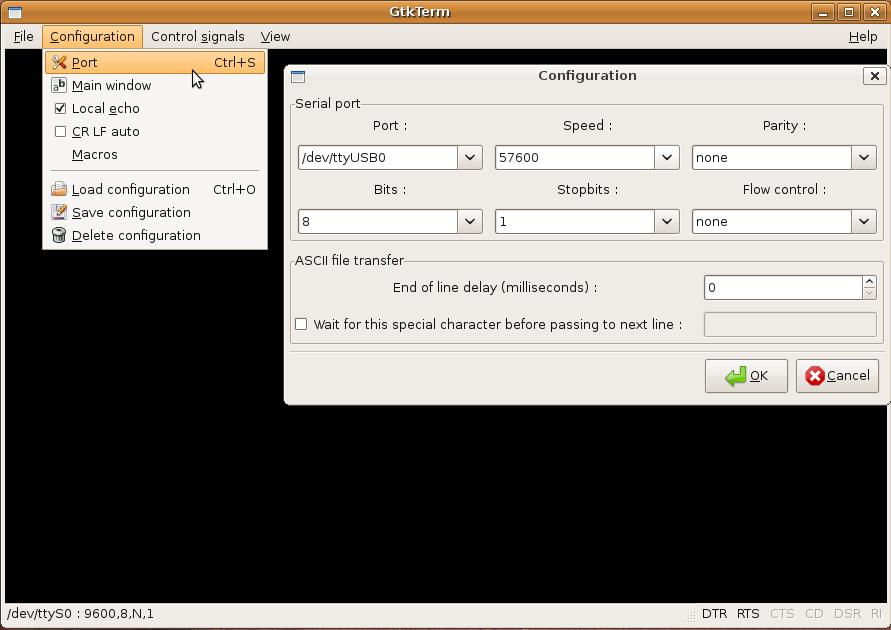 GtkTerm
File Configuration Control signals View Help
Port Ctrl+S
Main window
Local echo
CR LF auto
Macros
Load configuration Ctrl+O
Save configuration
Delete configuration
Configuration
Serial port
Port : Speed : Parity :
/dev/ttyUSB0 57600 none
Bits : Stopbits : Flow control :
8 1 none
ASCII file transfer
End of line delay (milliseconds) : 0
Wait for this special character before passing to next line :
OK Cancel
/dev/ttyS0 : 9600,8,N,1 DTR RTS CTS CD DSR RI